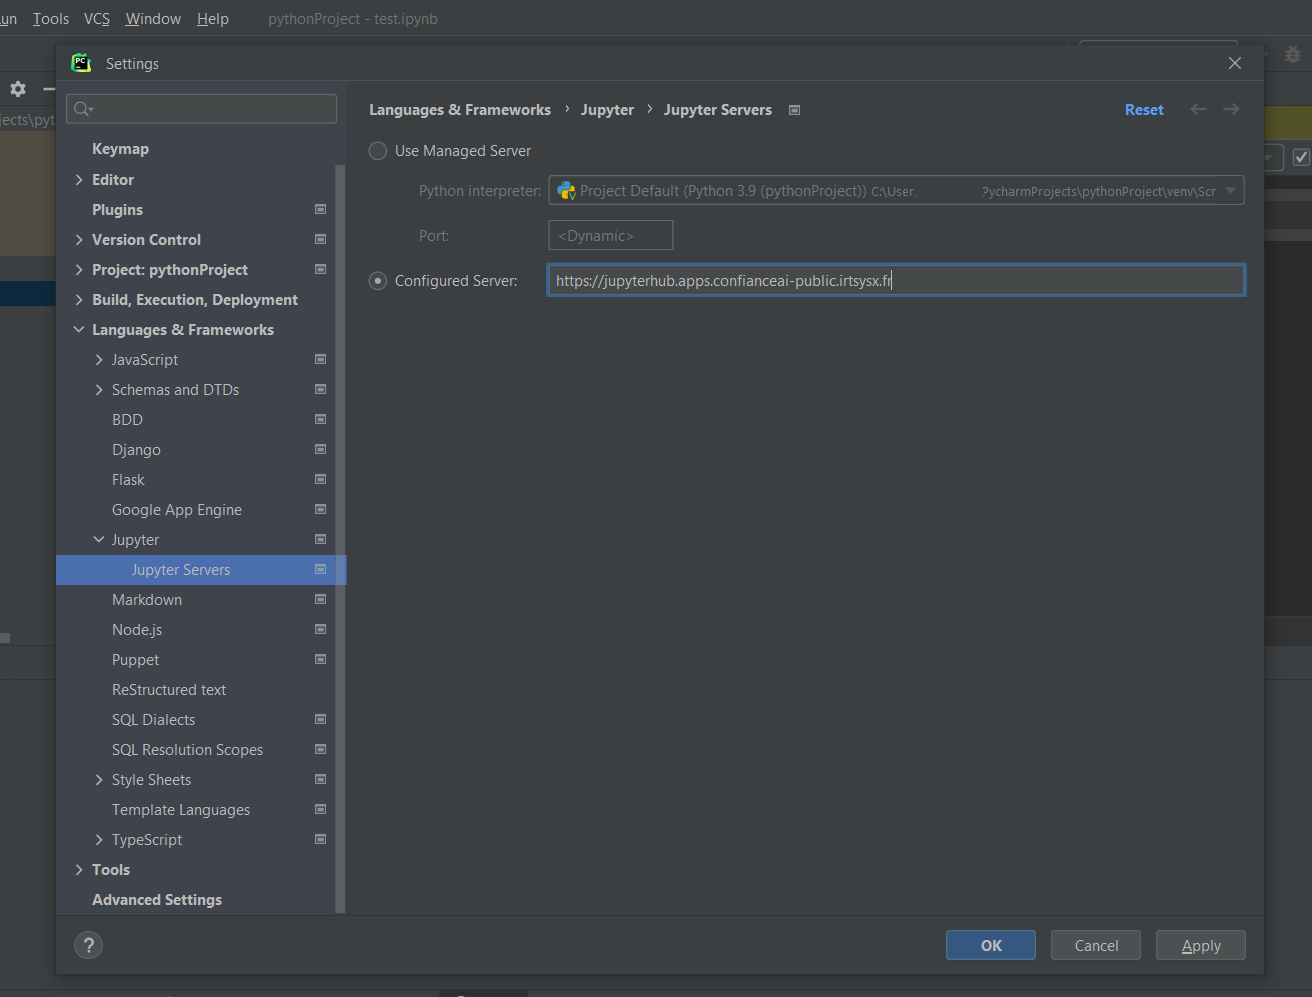 un Tools VCS Window Help pythonProject - test.ipynb
PC Settings
jects\pyt
Languages & Frameworks › Jupyter › Jupyter Servers Reset
Keymap
Editor
Plugins
Version Control
Project: pythonProject
Build, Execution, Deployment
Languages & Frameworks
JavaScript
Schemas and DTDs
BDD
Django
Flask
Google App Engine
Jupyter
Jupyter Servers
Markdown
Node.js
Puppet
ReStructured text
SQL Dialects
SQL Resolution Scopes
Style Sheets
Template Languages
TypeScript
Tools
Advanced Settings
Use Managed Server
Python interpreter: Project Default (Python 3.9 (pythonProject)) C:\User. PycharmProjects\pythonProject\venv\Scr
Port: <Dynamic>
Configured Server: https://jupyterhub.apps.confianceai-public.irtsysx.fr
? OK Cancel Apply